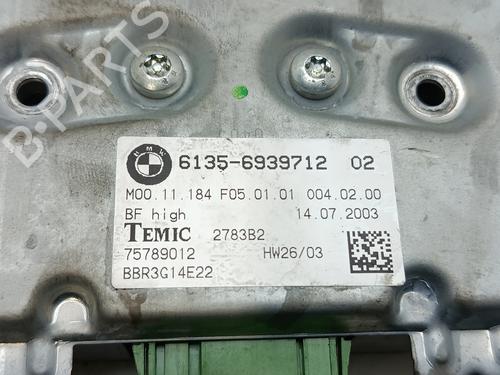 B-PARTS
BMW
6135-6939712 02
M00.11.184 F05.01.01 004.02.00
BF high 14.07.2003
TEMIC 2783B2
75789012 HW26/03
BBR3G14E22